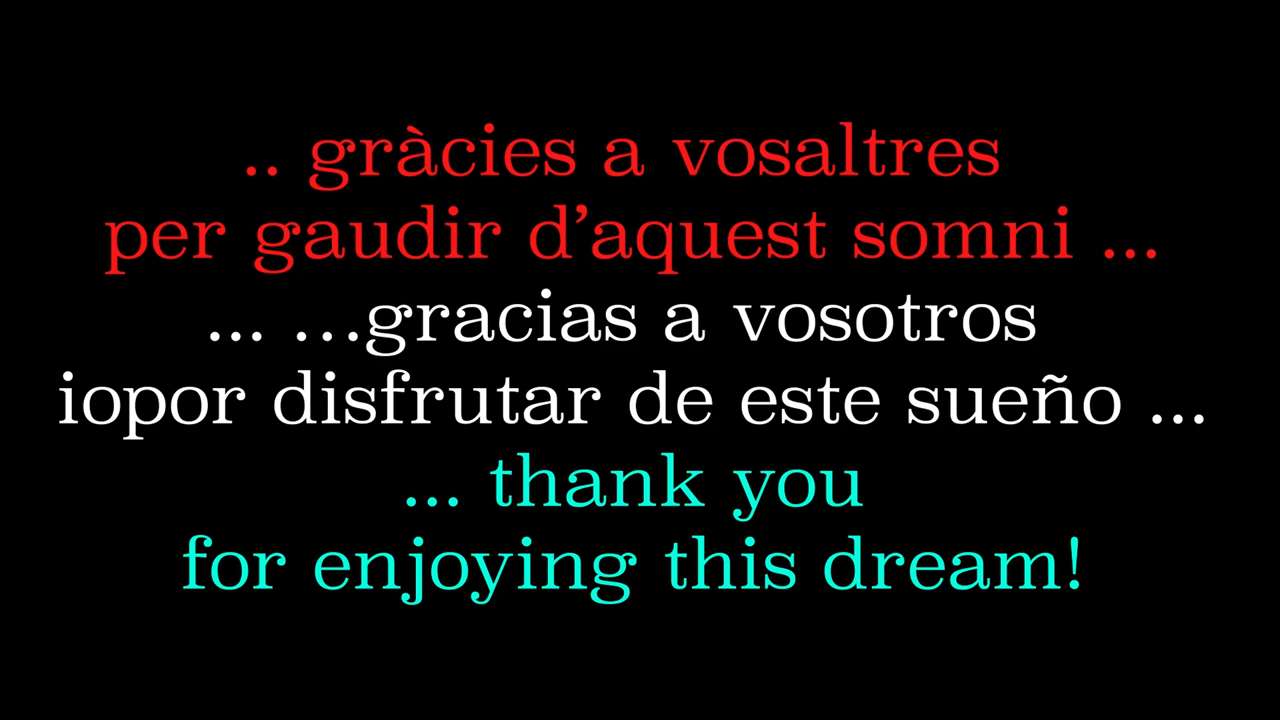 .. gràcies a vosaltres
per gaudir d’aquest somni ...
... ...gracias a vosotros
iopor disfrutar de este sueño ...
... thank you
for enjoying this dream!